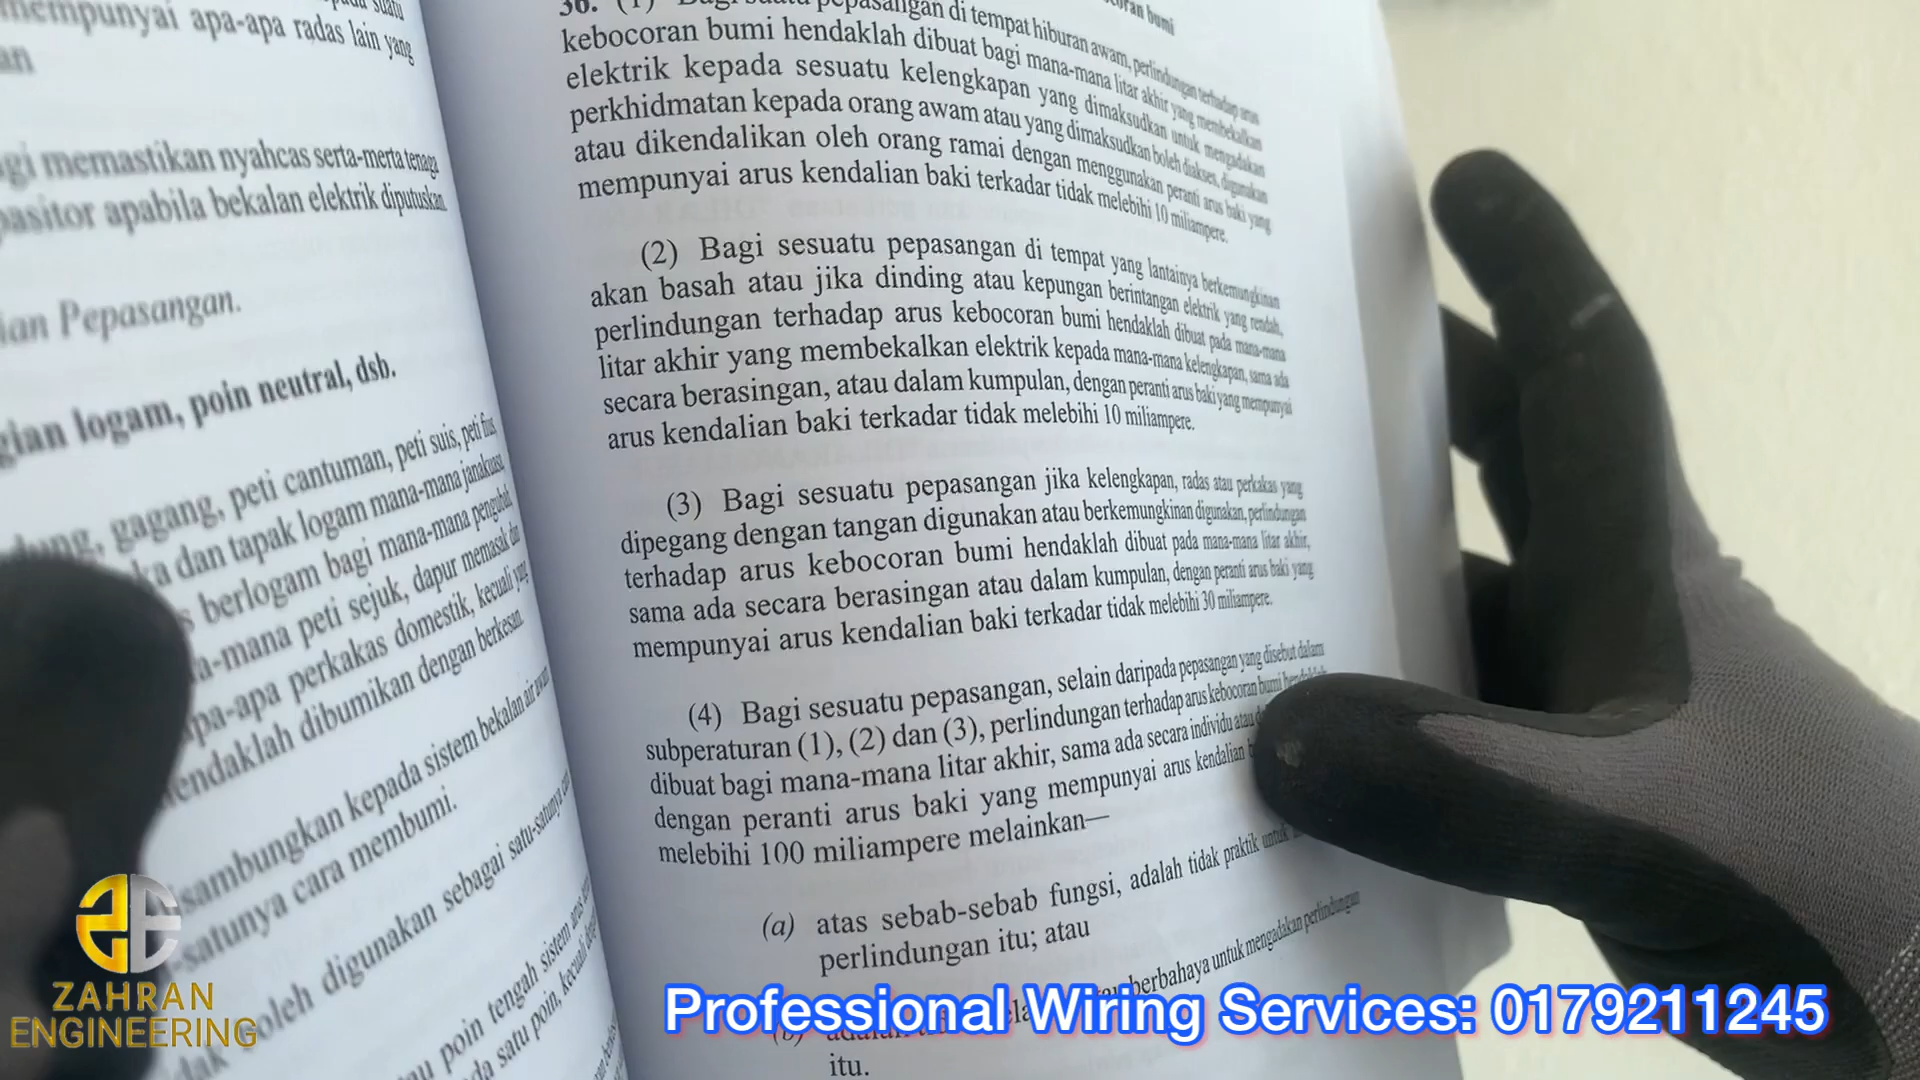 suatu
mempunyai apa-apa radas lain yang
an
gi memastikan nyahcas serta-merta tenaga
pasitor apabila bekalan elektrik diputuskan.
ian Pepasangan.
gian logam, poin neutral, dsb.
dung, gagang, peti cantuman, peti suis, peti fius,
ka dan tapak logam mana-mana janakuasa,
s berlogam bagi mana-mana pengubah,
a-mana peti sejuk, dapur memasak dan
pa-apa perkakas domestik, kecuali yang
endaklah dibumikan dengan berkesan.
sambungkan kepada sistem bekalan air awam
-satunya cara membumi.
oleh digunakan sebagai satu-satunya cara
poin tengah sistem arus
da satu poin, kecuali
coran bumi
36. (1) Bagi suatu pepasangan di tempat hiburan awam, perlindungan terhadap arus
kebocoran bumi hendaklah dibuat bagi mana-mana litar akhir yang membekalkan
elektrik kepada sesuatu kelengkapan yang dimaksudkan untuk mengadakan
perkhidmatan kepada orang awam atau yang dimaksudkan boleh diakses, digunakan
atau dikendalikan oleh orang ramai dengan menggunakan peranti arus baki yang
mempunyai arus kendalian baki terkadar tidak melebihi 10 miliampere.
(2) Bagi sesuatu pepasangan di tempat yang lantainya berkemungkinan
akan basah atau jika dinding atau kepungan berintangan elektrik yang rendah,
perlindungan terhadap arus kebocoran bumi hendaklah dibuat pada mana-mana
litar akhir yang membekalkan elektrik kepada mana-mana kelengkapan, sama ada
secara berasingan, atau dalam kumpulan, dengan peranti arus baki yang mempunyai
arus kendalian baki terkadar tidak melebihi 10 miliampere.
(3) Bagi sesuatu pepasangan jika kelengkapan, radas atau perkakas yang
dipegang dengan tangan digunakan atau berkemungkinan digunakan, perlindungan
terhadap arus kebocoran bumi hendaklah dibuat pada mana-mana litar akhir,
sama ada secara berasingan atau dalam kumpulan, dengan peranti arus baki yang
mempunyai arus kendalian baki terkadar tidak melebihi 30 miliampere.
(4) Bagi sesuatu pepasangan, selain daripada pepasangan yang disebut dalam
subperaturan (1), (2) dan (3), perlindungan terhadap arus kebocoran bumi hendaklah
dibuat bagi mana-mana litar akhir, sama ada secara individu atau
dengan peranti arus baki yang mempunyai arus kendalian
melebihi 100 miliampere melainkan—
(a) atas sebab-sebab fungsi, adalah tidak praktik untuk
perlindungan itu; atau
(b) adalah berbahaya untuk mengadakan perlindungan
itu.
ZAHRAN
ENGINEERING
Professional Wiring Services: 0179211245